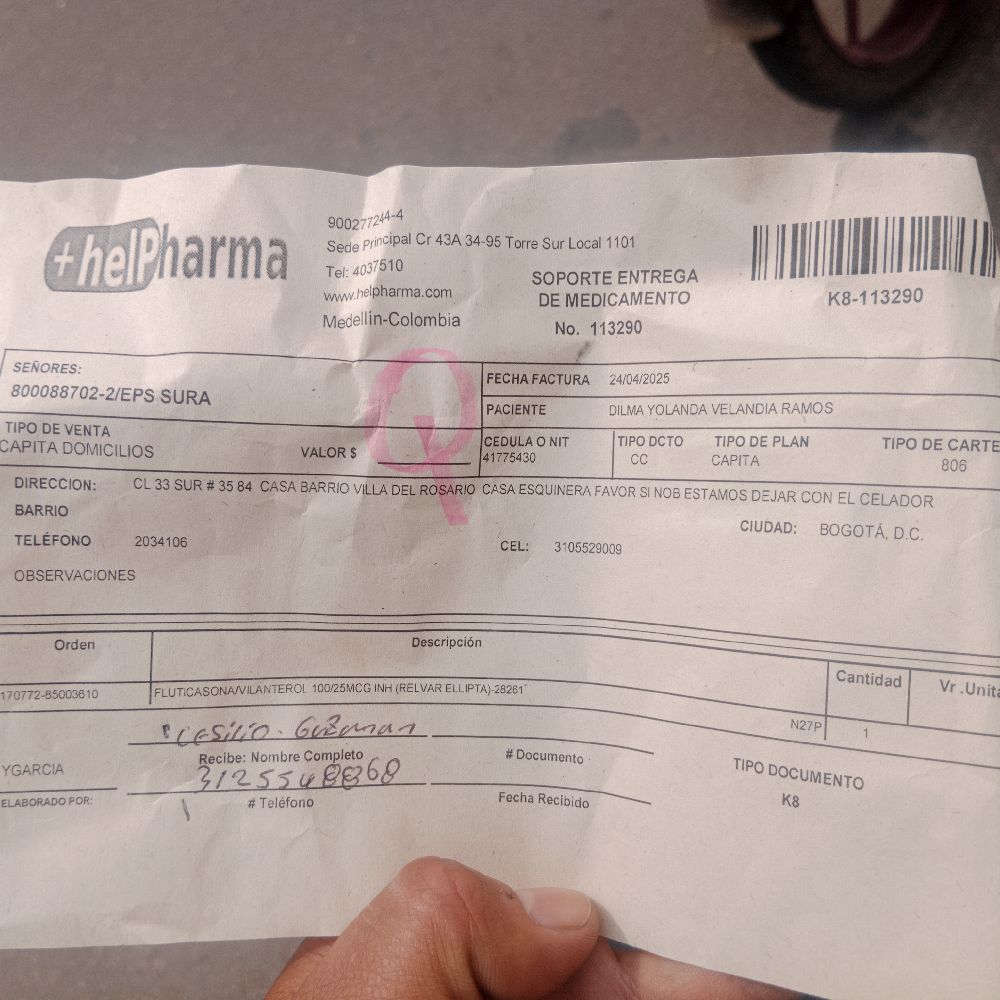 +helPharma
900277244-4
Sede Principal Cr 43A 34-95 Torre Sur Local 1101
Tel: 4037510
www.helpharma.com
Medellín-Colombia
SOPORTE ENTREGA
DE MEDICAMENTO
No. 113290
K8-113290
SEÑORES:
800088702-2/EPS SURA
TIPO DE VENTA
CAPITA DOMICILIOS
VALOR $
Q
FECHA FACTURA 24/04/2025
PACIENTE DILMA YOLANDA VELANDIA RAMOS
CEDULA O NIT TIPO DCTO TIPO DE PLAN TIPO DE CARTE
41775430 CC CAPITA 806
DIRECCION: CL 33 SUR # 35 84 CASA BARRIO VILLA DEL ROSARIO CASA ESQUINERA FAVOR SI NOB ESTAMOS DEJAR CON EL CELADOR
BARRIO
CIUDAD: BOGOTÁ, D.C.
TELÉFONO 2034106
CEL: 3105529009
OBSERVACIONES
Orden Descripción Cantidad Vr .Unita
170772-85003610 FLUTICASONA/VILANTEROL 100/25MCG INH (RELVAR ELLIPTA)-28261* N27P 1
Guzman
Recibe: Nombre Completo # Documento
YGARCIA
ELABORADO POR: # Teléfono Fecha Recibido
TIPO DOCUMENTO
K8